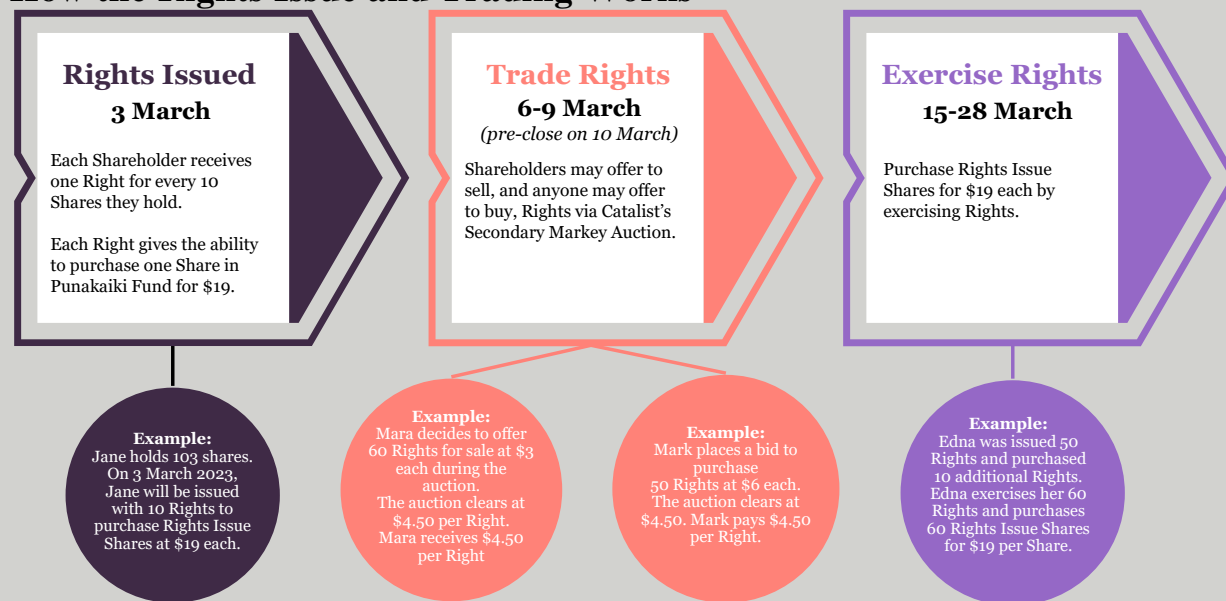 How the Rights Issue and Trading Works
Rights Issued
3 March
Each Shareholder receives
one Right for every 10
Shares they hold.
Each Right gives the ability
to purchase one Share in
Punakaiki Fund for $19.
Trade Rights
6-9 March
(pre-close on 10 March)
Shareholders may offer to
sell, and anyone may offer
to buy, Rights via Catalist’s
Secondary Markey Auction.
Exercise Rights
15-28 March
Purchase Rights Issue
Shares for $19 each by
exercising Rights.
Example:
Jane holds 103 shares.
On 3 March 2023,
Jane will be issued
with 10 Rights to
purchase Rights Issue
Shares at $19 each.
Example:
Mara decides to offer
60 Rights for sale at $3
each during the
auction.
The auction clears at
$4.50 per Right.
Mara receives $4.50
per Right
Example:
Mark places a bid to
purchase
50 Rights at $6 each.
The auction clears at
$4.50. Mark pays $4.50
per Right.
Example:
Edna was issued 50
Rights and purchased
10 additional Rights.
Edna exercises her 60
Rights and purchases
60 Rights Issue Shares
for $19 per Share.